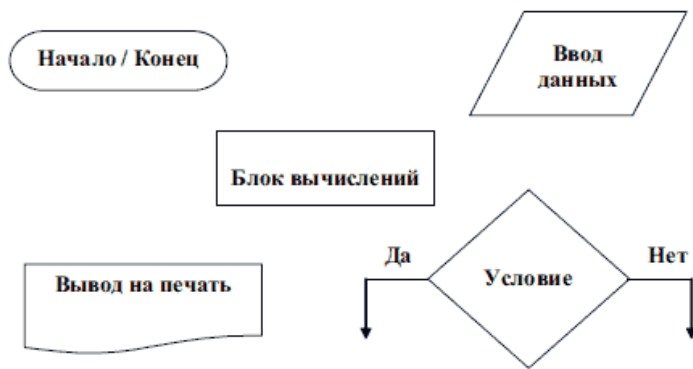 Начало / Конец
Ввод
данных
Блок вычислений
Вывод на печать
Да
Условие
Нет